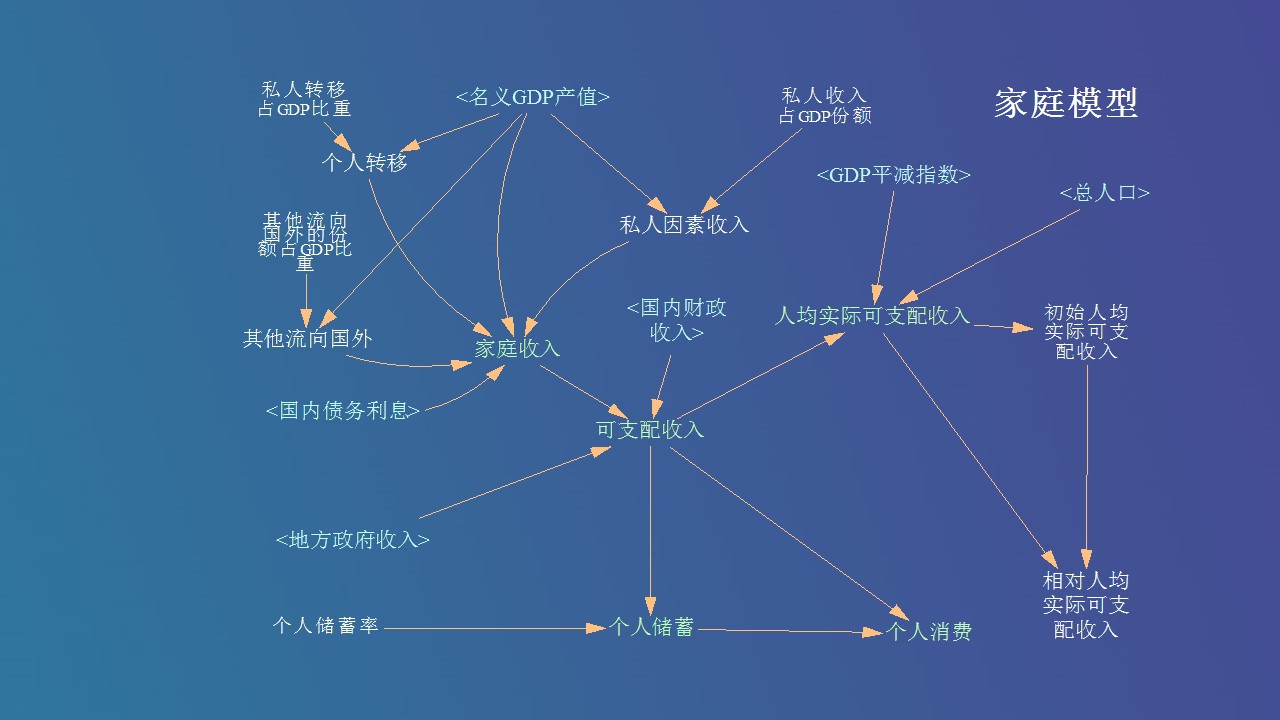 家庭模型
私人转移
占GDP比重
<名义GDP产值>
私人收入
占GDP份额
个人转移
<GDP平减指数>
<总人口>
其他流向
国外的份
额占GDP比
重
私人因素收入
<国内财政
收入>
人均实际可支配收入
初始人均
实际可支
配收入
其他流向国外
家庭收入
<国内债务利息>
可支配收入
<地方政府收入>
相对人均
实际可支
配收入
个人储蓄率
个人储蓄
个人消费